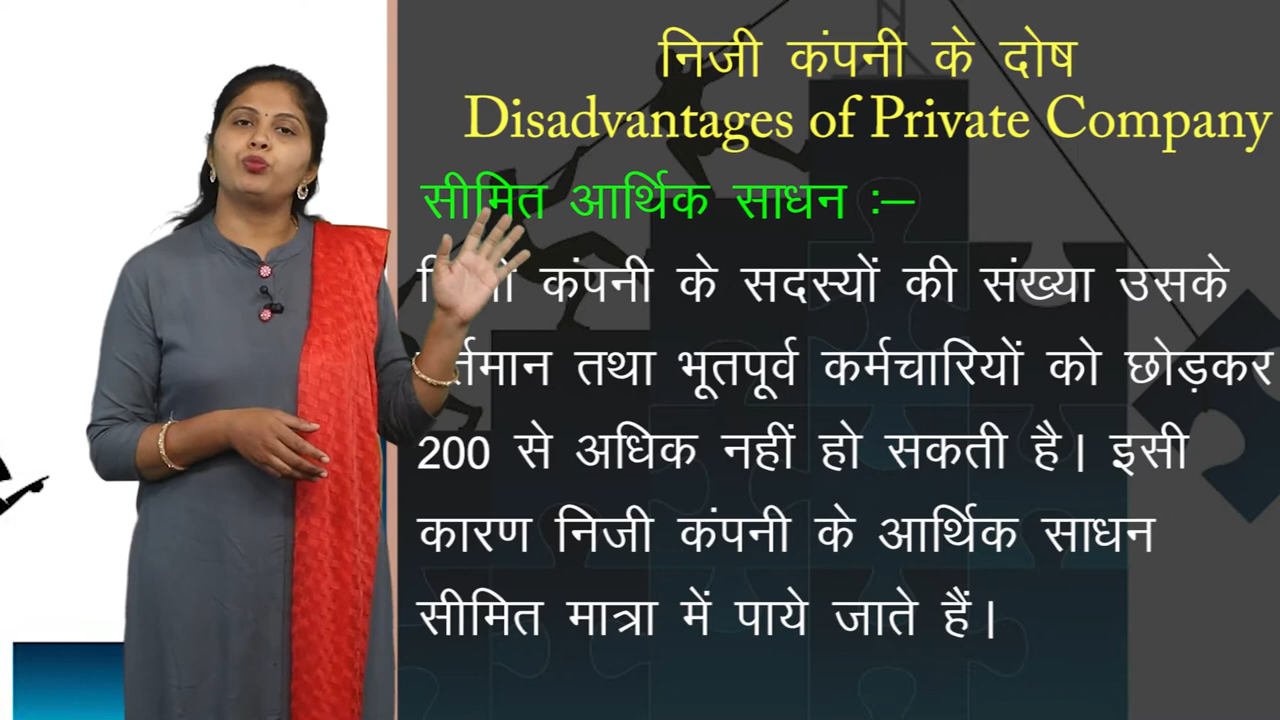 निजी कंपनी के दोष
Disadvantages of Private Company
सीमित आर्थिक साधन :–
कंपनी के सदस्यों की संख्या उसके
तथा भूतपूर्व कर्मचारियों को छोड़कर
200 से अधिक नहीं हो सकती है। इसी
कारण निजी कंपनी के आर्थिक साधन
सीमित मात्रा में पाये जाते हैं।